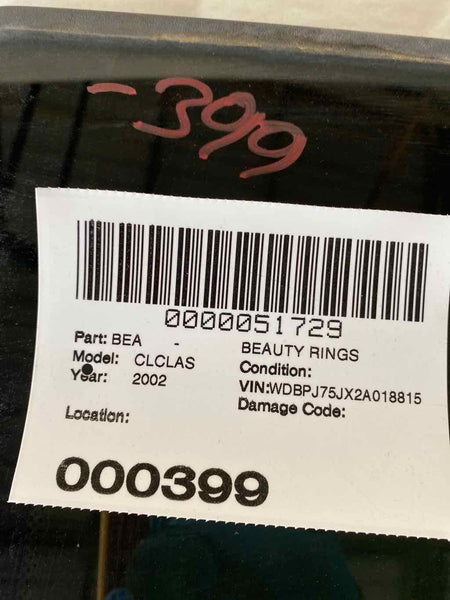 -399
0000051729
Part: BEA - BEAUTY RINGS
Model: CLCLAS Condition:
Year: 2002 VIN:WDBPJ75JX2A018815
Location: Damage Code:
000399